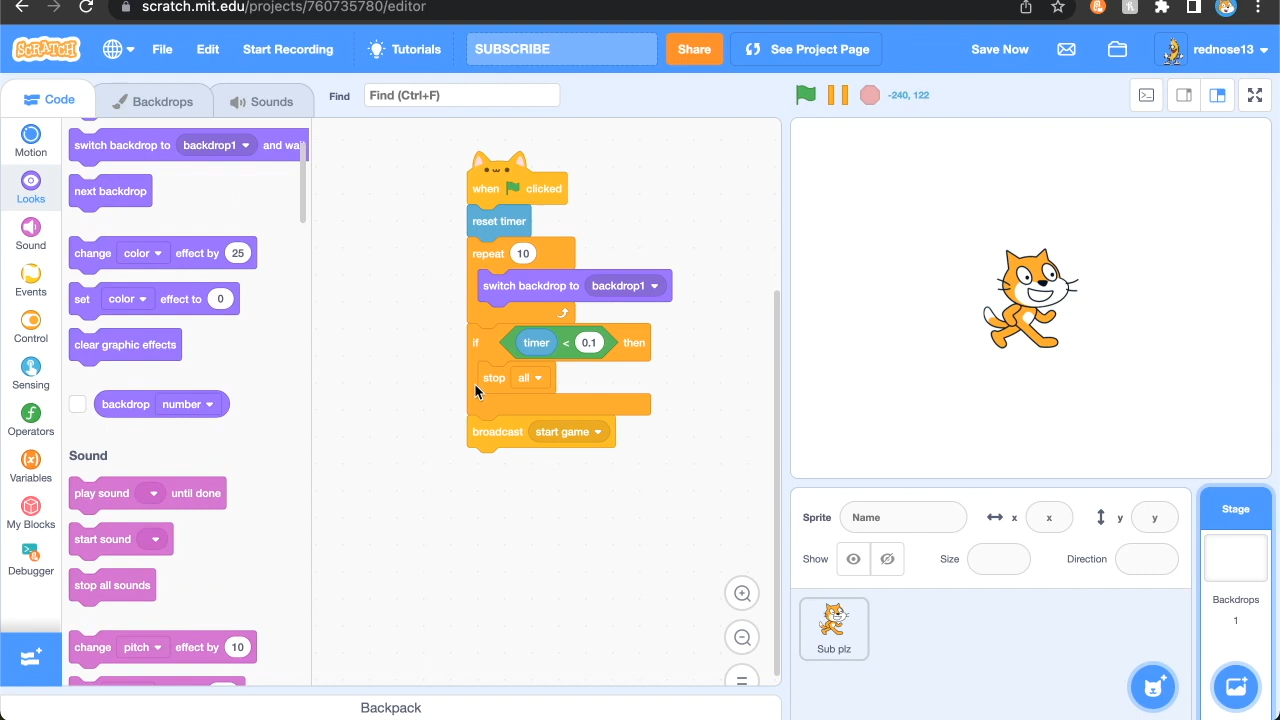 scratch.mit.edu/projects/760735780/editor
SCRATCH File Edit Start Recording Tutorials SUBSCRIBE Share See Project Page Save Now rednose13
Code Backdrops Sounds Find Find (Ctrl+F) -240, 122
Motion
Looks
Sound
Events
Control
Sensing
Operators
Variables
My Blocks
Debugger
switch backdrop to backdrop1 and wa
next backdrop
change color effect by 25
set color effect to 0
clear graphic effects
backdrop number
Sound
play sound until done
start sound
stop all sounds
change pitch effect by 10
when clicked
reset timer
repeat 10
switch backdrop to backdrop1
if timer < 0.1 then
stop all
broadcast start game
Backpack
Sprite Name x x y y
Show Size Direction
Sub plz
Stage
Backdrops
1